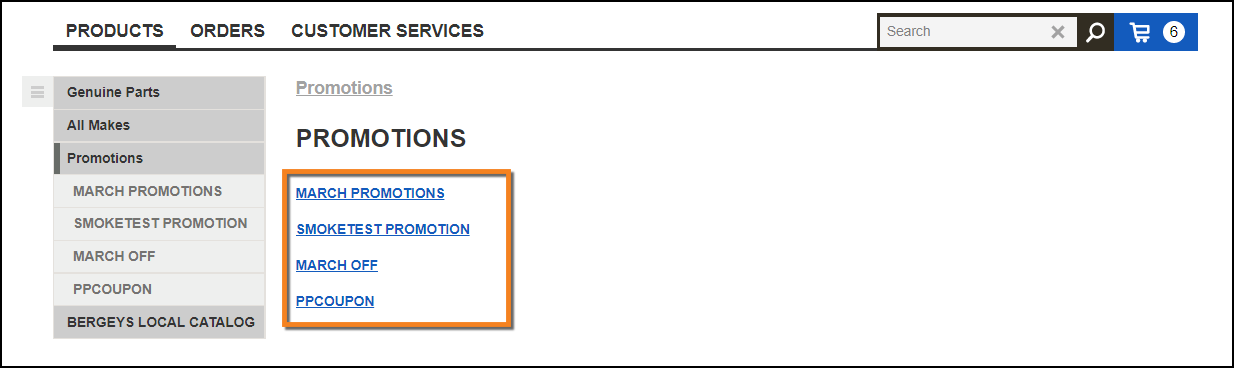 PRODUCTS ORDERS CUSTOMER SERVICES
Search
6
Genuine Parts
All Makes
Promotions
MARCH PROMOTIONS
SMOKETEST PROMOTION
MARCH OFF
PPCOUPON
BERGEYS LOCAL CATALOG
Promotions
PROMOTIONS
MARCH PROMOTIONS
SMOKETEST PROMOTION
MARCH OFF
PPCOUPON